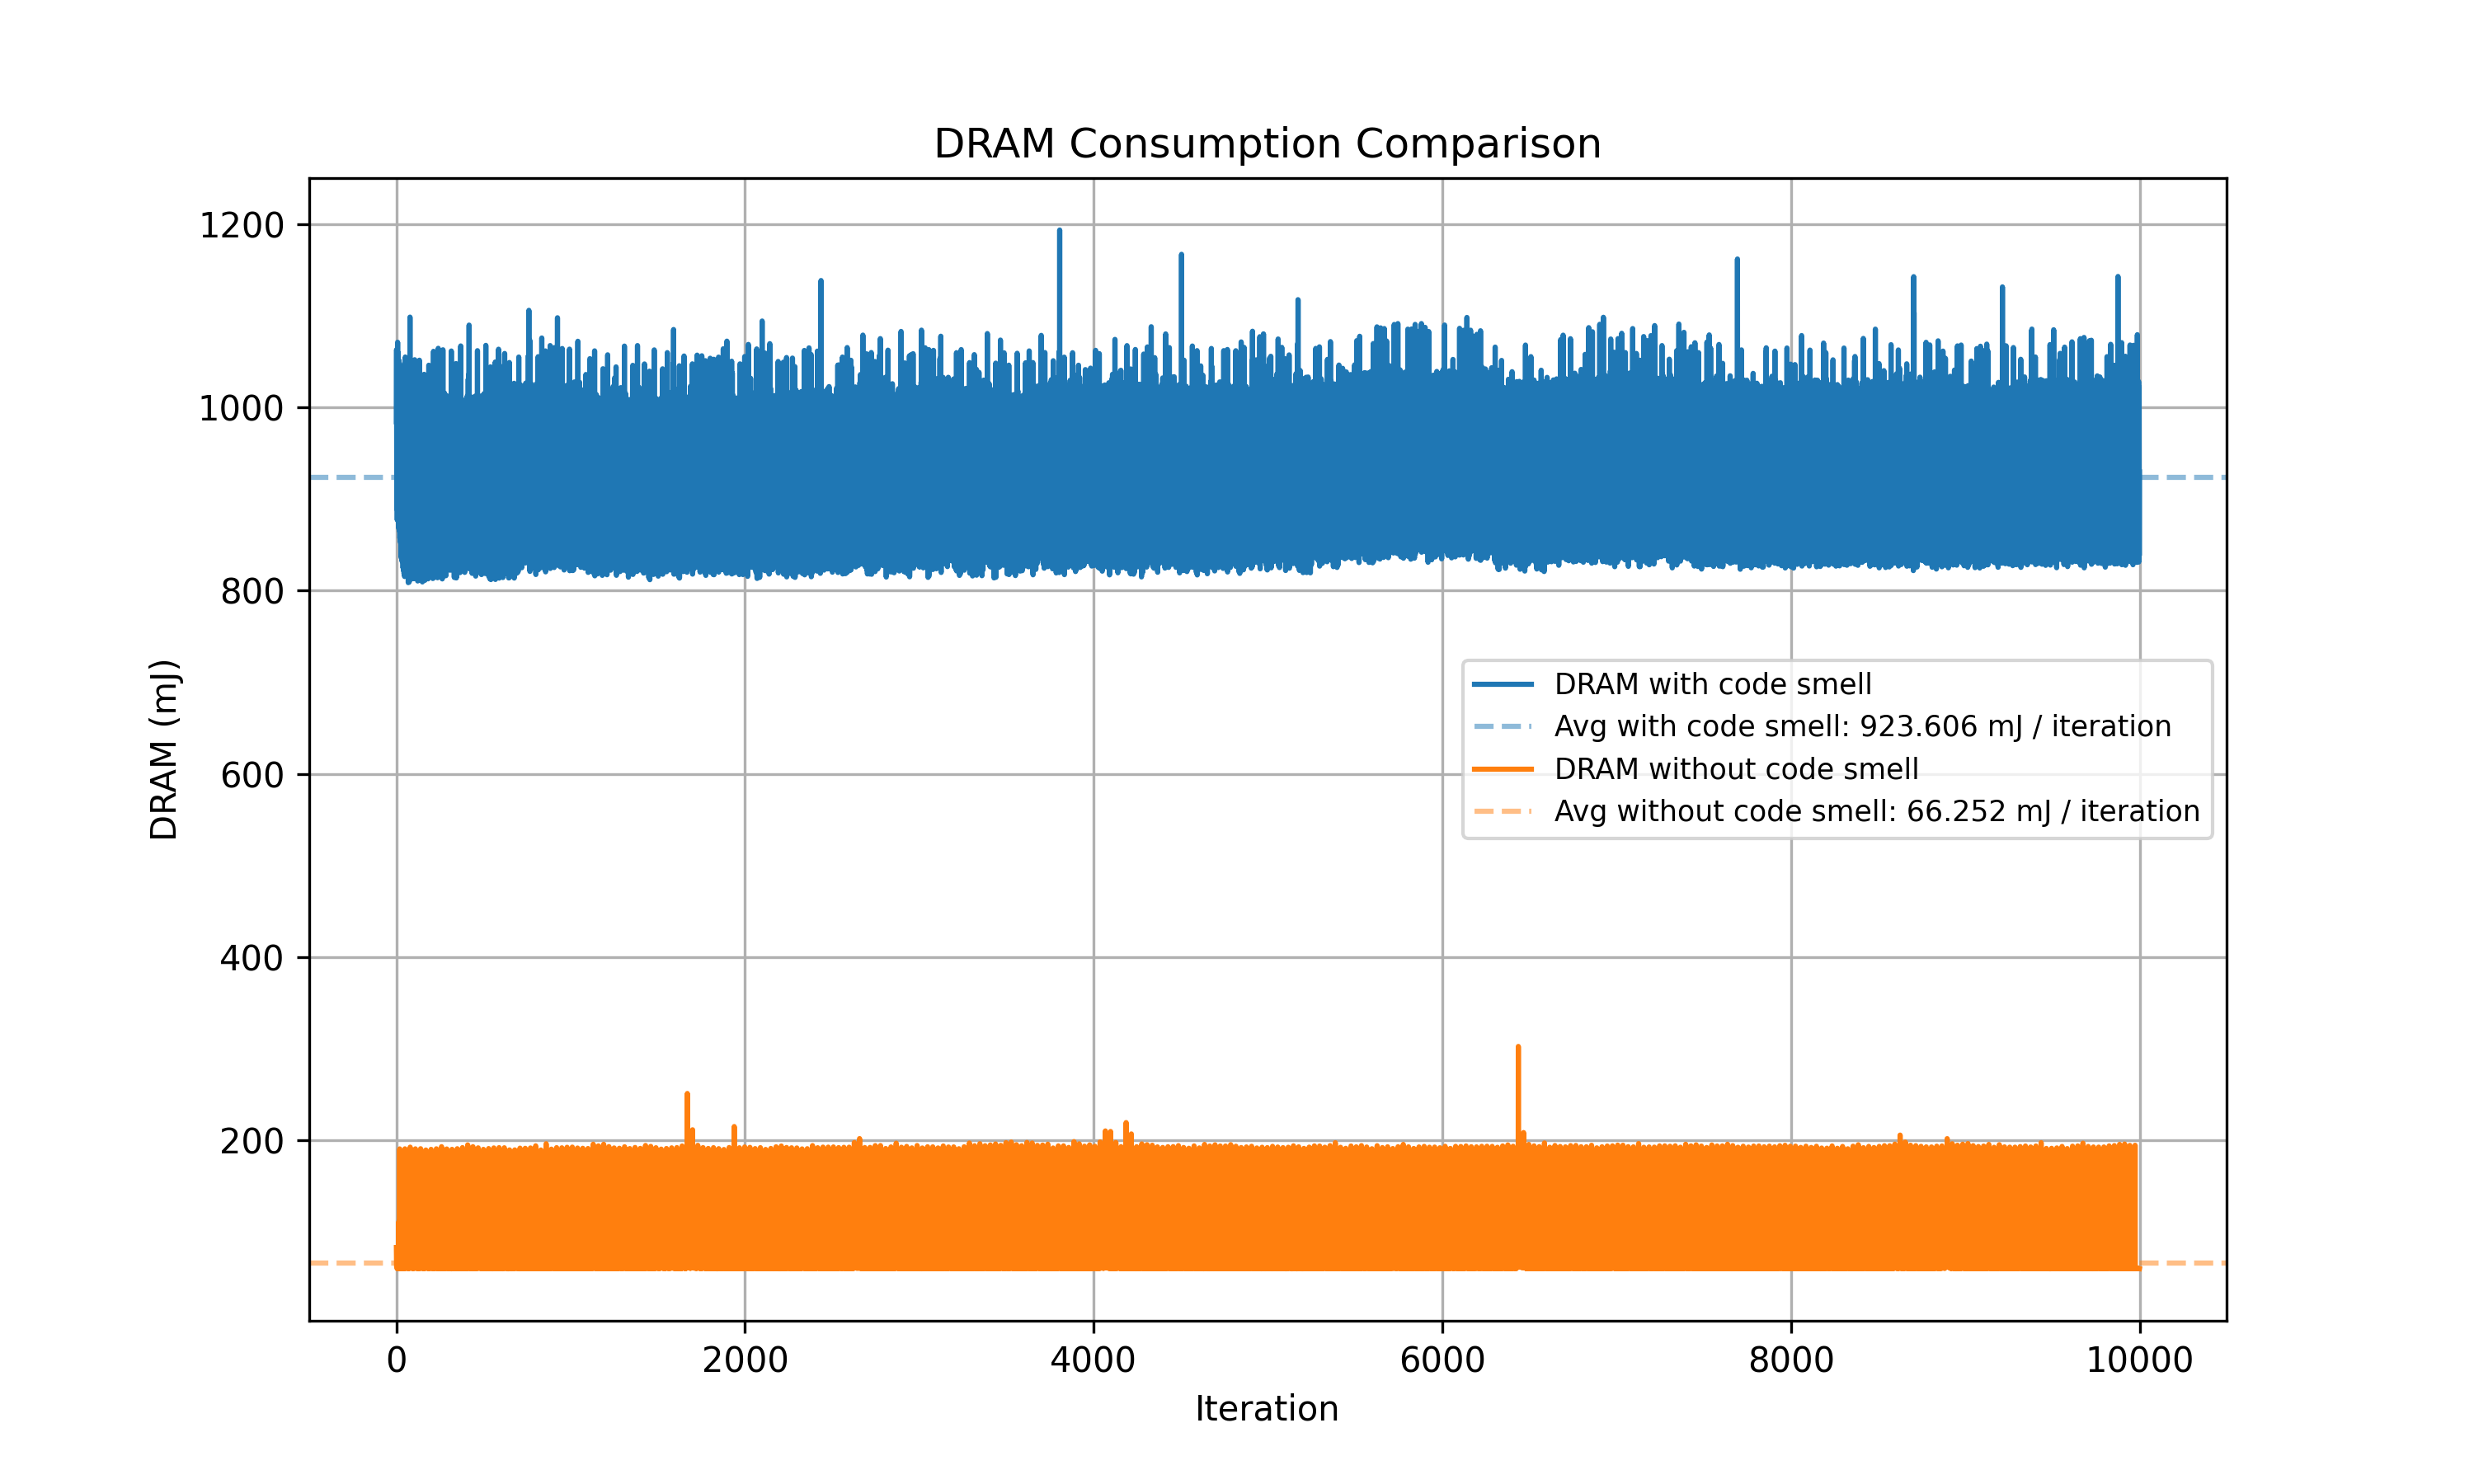 DRAM Consumption Comparison
1200
1000
800
600
400
200
DRAM (mJ)
DRAM with code smell
Avg with code smell: 923.606 mJ / iteration
DRAM without code smell
Avg without code smell: 66.252 mJ / iteration
0
2000
4000
6000
8000
10000
Iteration